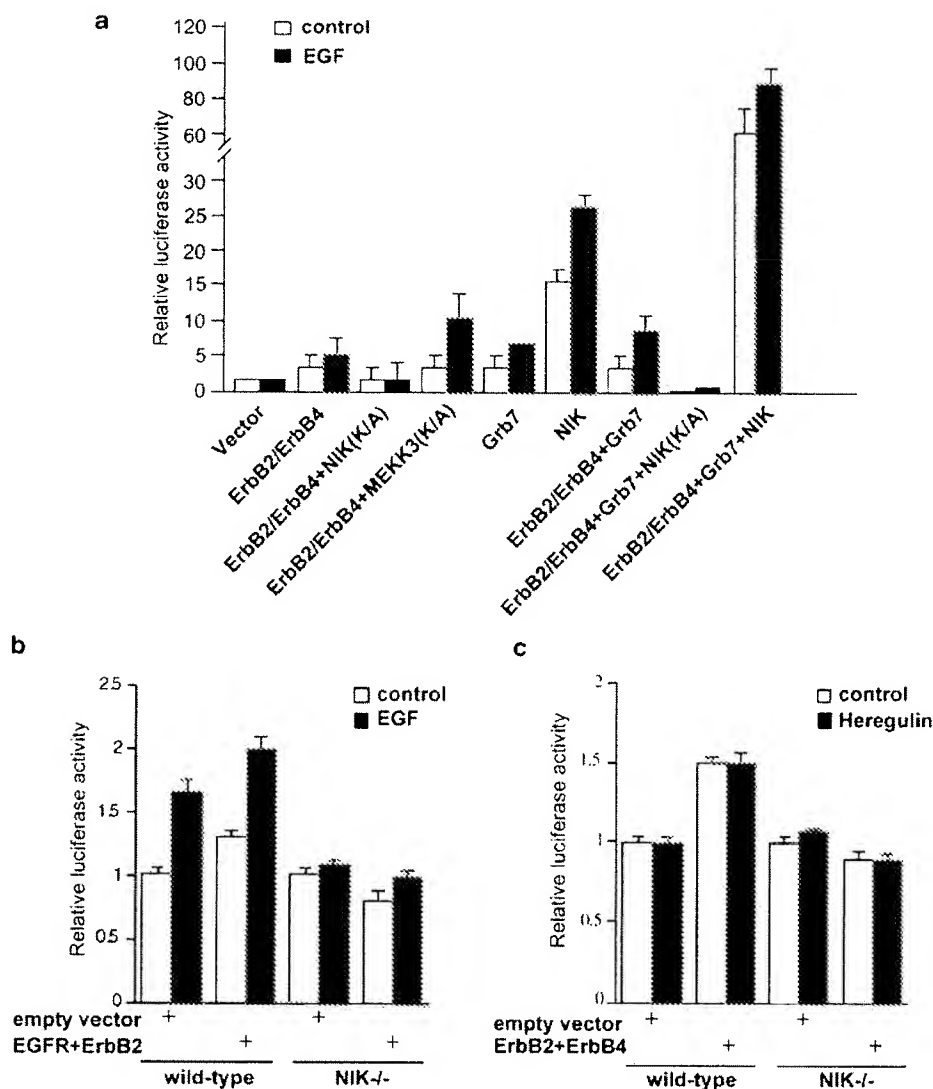 a
control
EGF
Relative luciferase activity
120
100
80
60
30
25
20
15
10
5
0
Vector
ErbB2/ErbB4
ErbB2/ErbB4+NIK(K/A)
ErbB2/ErbB4+MEKK3(K/A)
Grb7
NIK
ErbB2/ErbB4+Grb7
ErbB2/ErbB4+Grb7+NIK(K/A)
ErbB2/ErbB4+Grb7+NIK
b
control
EGF
Relative luciferase activity
2.5
2
1.5
1
0.5
0
empty vector + +
EGFR+ErbB2 + +
wild-type NIK-/-
c
control
Heregulin
Relative luciferase activity
2
1.5
1
0.5
0
empty vector + +
ErbB2+ErbB4 + +
wild-type NIK-/-